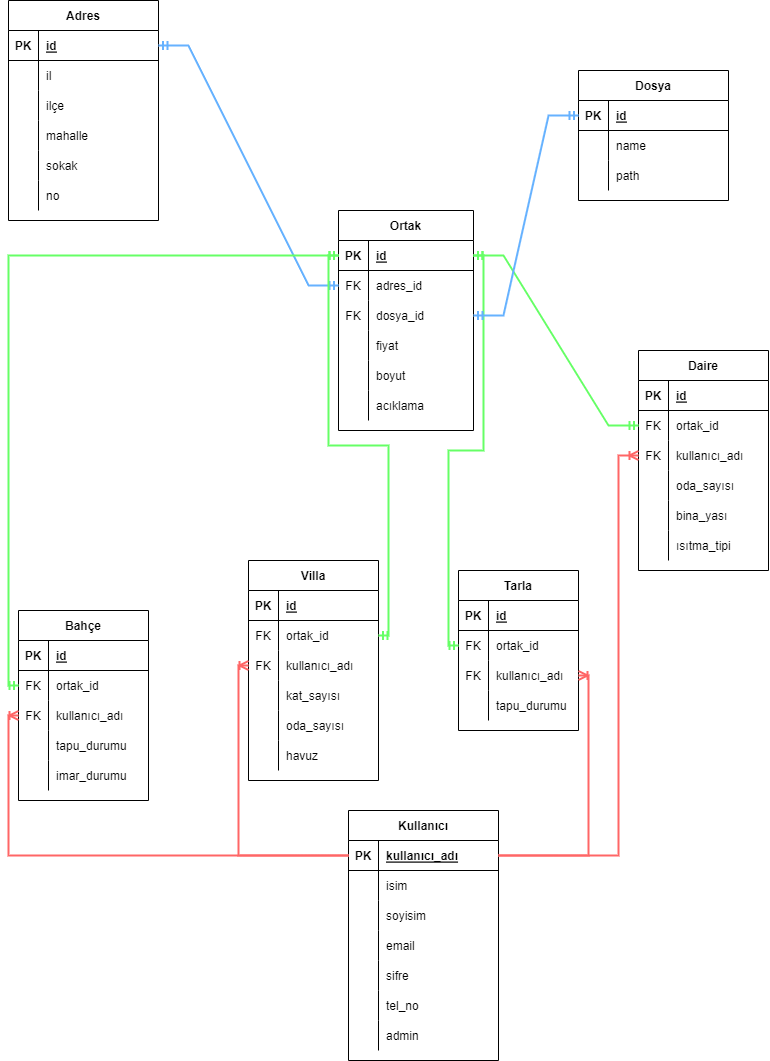 Adres
PK id
il
ilçe
mahalle
sokak
no
Dosya
PK id
name
path
Ortak
PK id
FK adres_id
FK dosya_id
fiyat
boyut
acıklama
Daire
PK id
FK ortak_id
FK kullanıcı_adı
oda_sayısı
bina_yası
ısıtma_tipi
Villa
PK id
FK ortak_id
FK kullanıcı_adı
kat_sayısı
oda_sayısı
havuz
Tarla
PK id
FK ortak_id
FK kullanıcı_adı
tapu_durumu
Bahçe
PK id
FK ortak_id
FK kullanıcı_adı
tapu_durumu
imar_durumu
Kullanıcı
PK kullanıcı_adı
isim
soyisim
email
sifre
tel_no
admin